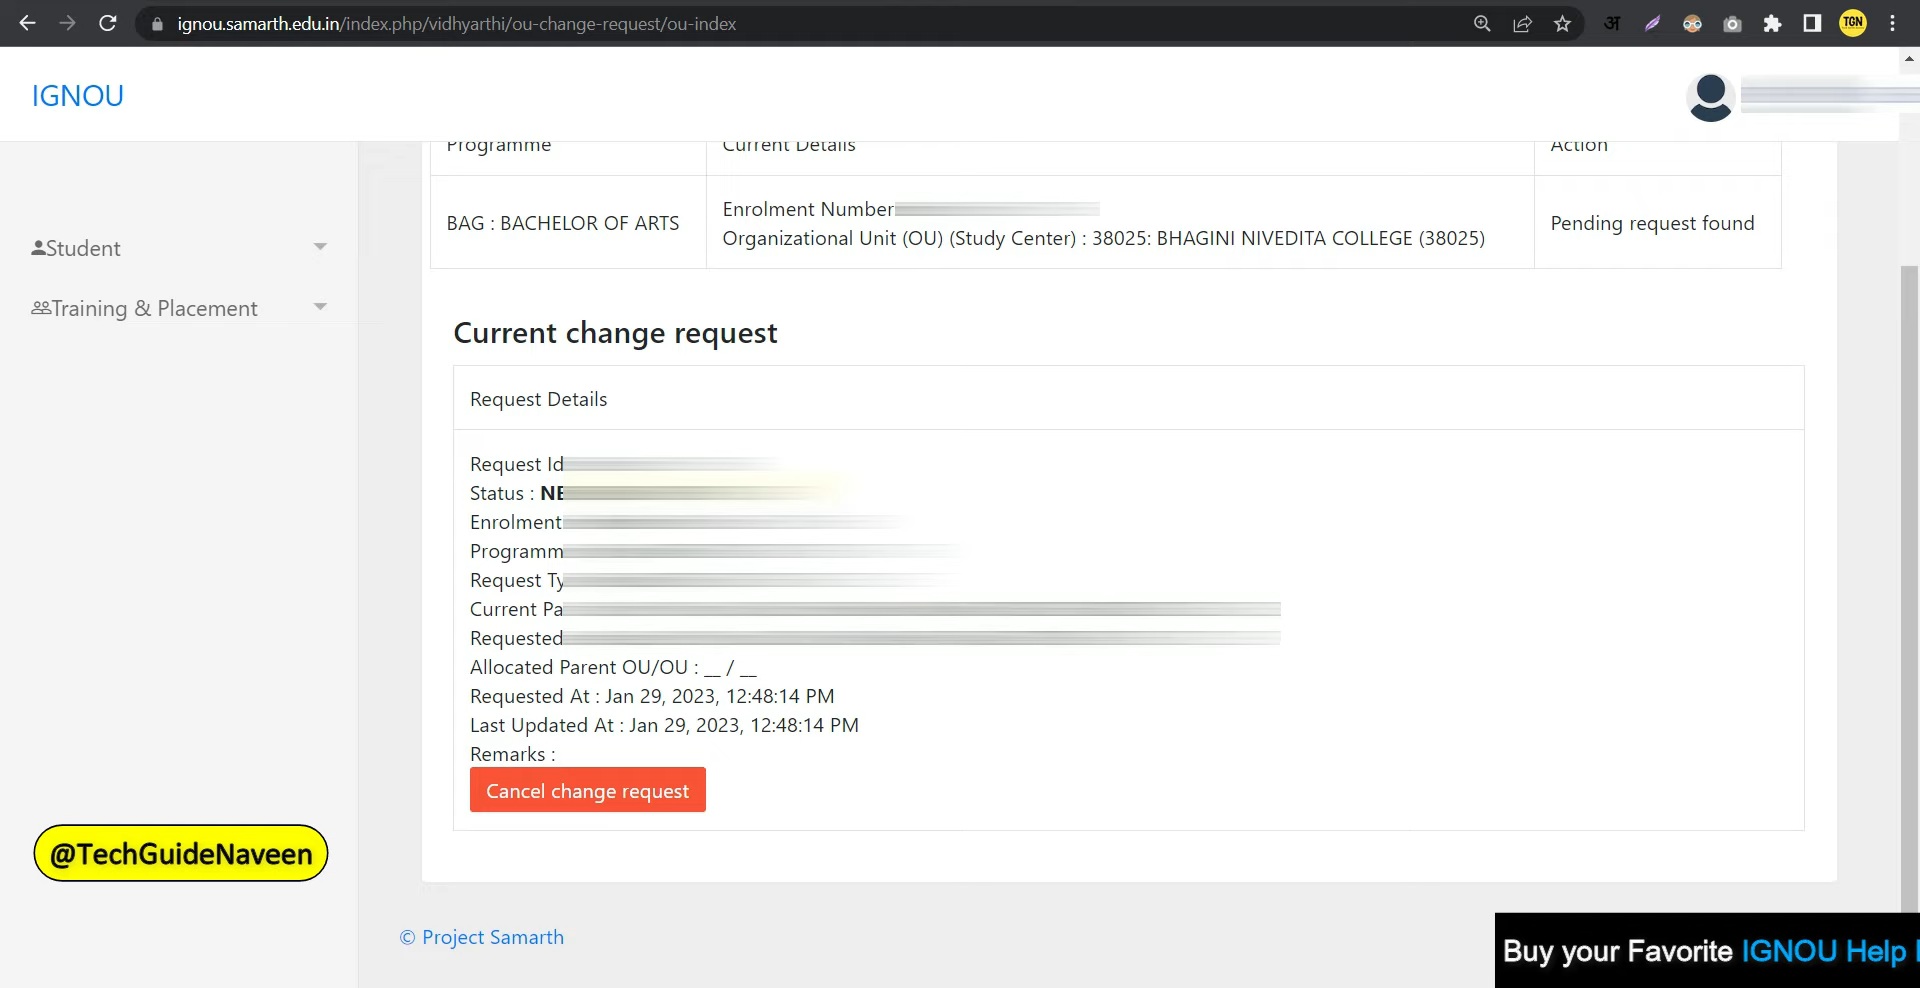 ignou.samarth.edu.in/index.php/vidhyarthi/ou-change-request/ou-index
अ
TGN
IGNOU
Programme
Current Details
Action
BAG : BACHELOR OF ARTS
Enrolment Number
Organizational Unit (OU) (Study Center) : 38025: BHAGINI NIVEDITA COLLEGE (38025)
Pending request found
Student
Training & Placement
Current change request
Request Details
Request Id
Status : NE
Enrolment
Programm
Request Ty
Current Pa
Requested
Allocated Parent OU/OU : __ / __
Requested At : Jan 29, 2023, 12:48:14 PM
Last Updated At : Jan 29, 2023, 12:48:14 PM
Remarks :
Cancel change request
@TechGuideNaveen
© Project Samarth
Buy your Favorite IGNOU Help